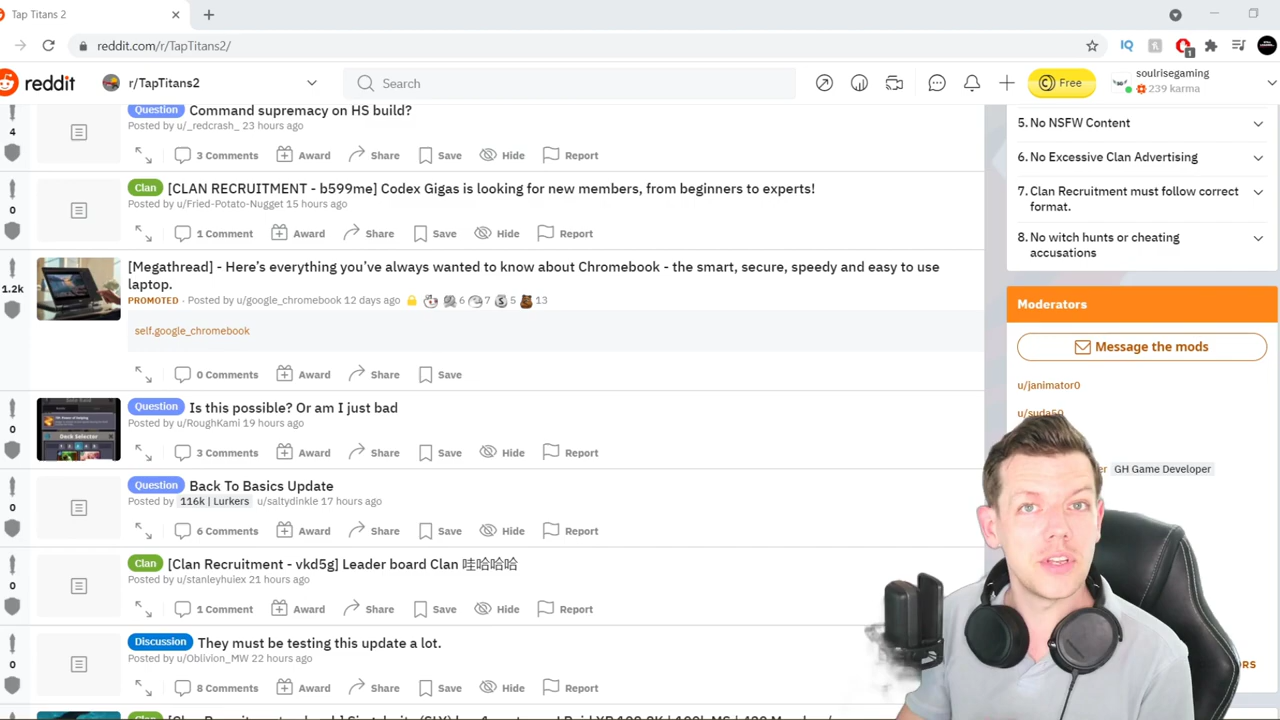 Tap Titans 2
reddit.com/r/TapTitans2/
IQ
1
reddit
r/TapTitans2
Search
Free
soulrisegaming
239 karma
4
Question Command supremacy on HS build?
Posted by u/_redcrash_ 23 hours ago
3 Comments Award Share Save Hide Report
0
Clan [CLAN RECRUITMENT - b599me] Codex Gigas is looking for new members, from beginners to experts!
Posted by u/Fried-Potato-Nugget 15 hours ago
1 Comment Award Share Save Hide Report
1.2k
[Megathread] - Here's everything you've always wanted to know about Chromebook - the smart, secure, speedy and easy to use
laptop.
PROMOTED · Posted by u/google_chromebook 12 days ago 6 7 5 13
self.google_chromebook
0 Comments Award Share Save
0
Question Is this possible? Or am I just bad
Posted by u/RoughKami 19 hours ago
Deck Selector
3 Comments Award Share Save Hide Report
0
Question Back To Basics Update
Posted by 116k | Lurkers u/saltydinkle 17 hours ago
6 Comments Award Share Save Hide Report
0
Clan [Clan Recruitment - vkd5g] Leader board Clan 哇哈哈哈
Posted by u/stanleyhuiex 21 hours ago
1 Comment Award Share Save Hide Report
0
Discussion They must be testing this update a lot.
Posted by u/Oblivion_MW 22 hours ago
8 Comments Award Share Save Hide Report
Clan
5. No NSFW Content
6. No Excessive Clan Advertising
7. Clan Recruitment must follow correct
format.
8. No witch hunts or cheating
accusations
Moderators
Message the mods
u/janimator0
u/suda50
GH Game Developer